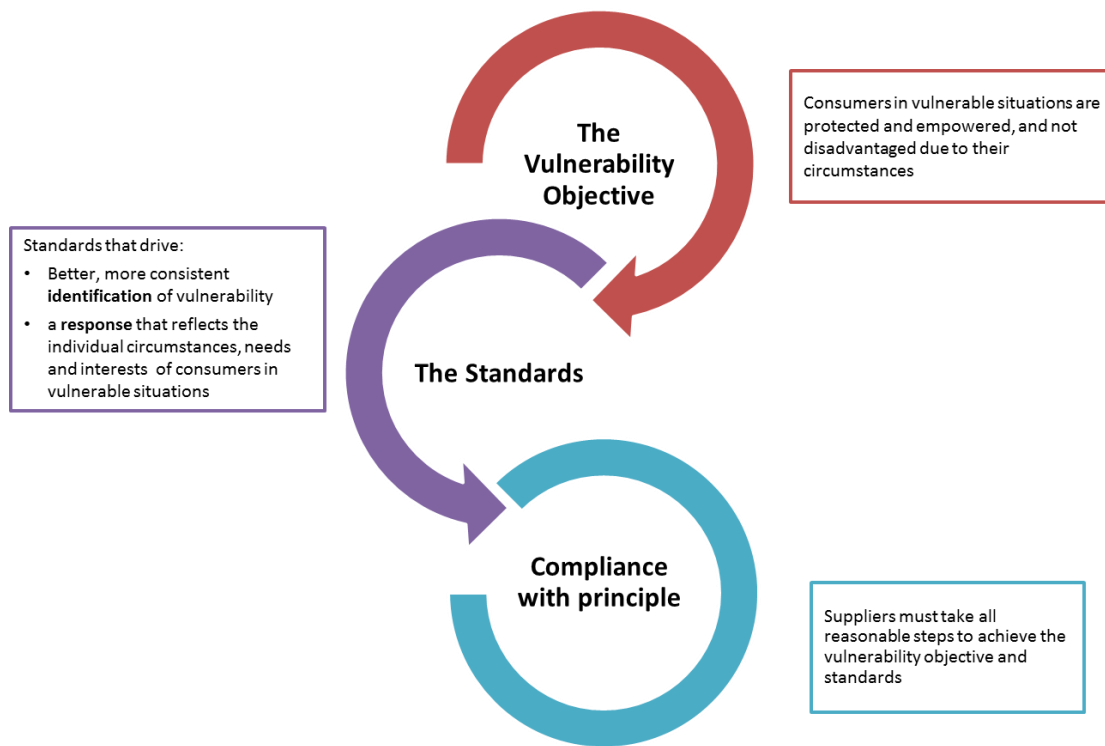 The
Vulnerability
Objective
Consumers in vulnerable situations are
protected and empowered, and not
disadvantaged due to their
circumstances
Standards that drive:
• Better, more consistent
identification of vulnerability
• a response that reflects the
individual circumstances, needs
and interests of consumers in
vulnerable situations
The Standards
Compliance
with principle
Suppliers must take all
reasonable steps to achieve the
vulnerability objective and
standards